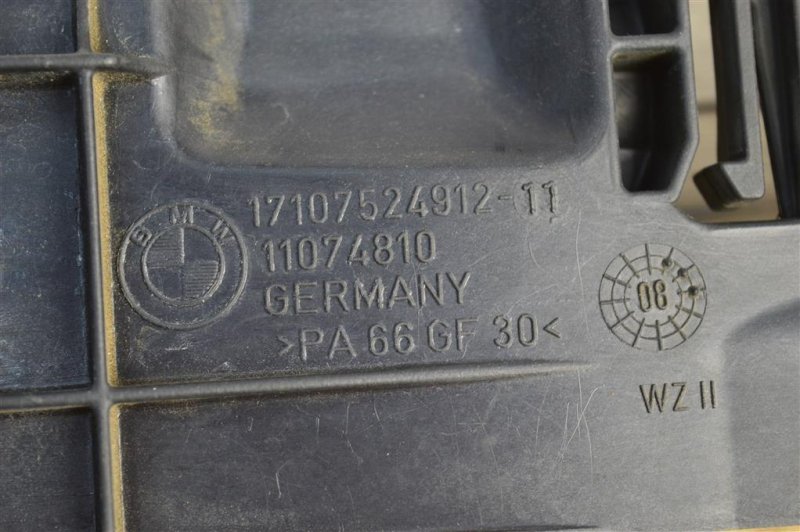 BMW
17107524912-11
11074810
GERMANY
>PA 66 GF 30<
08
WZ II